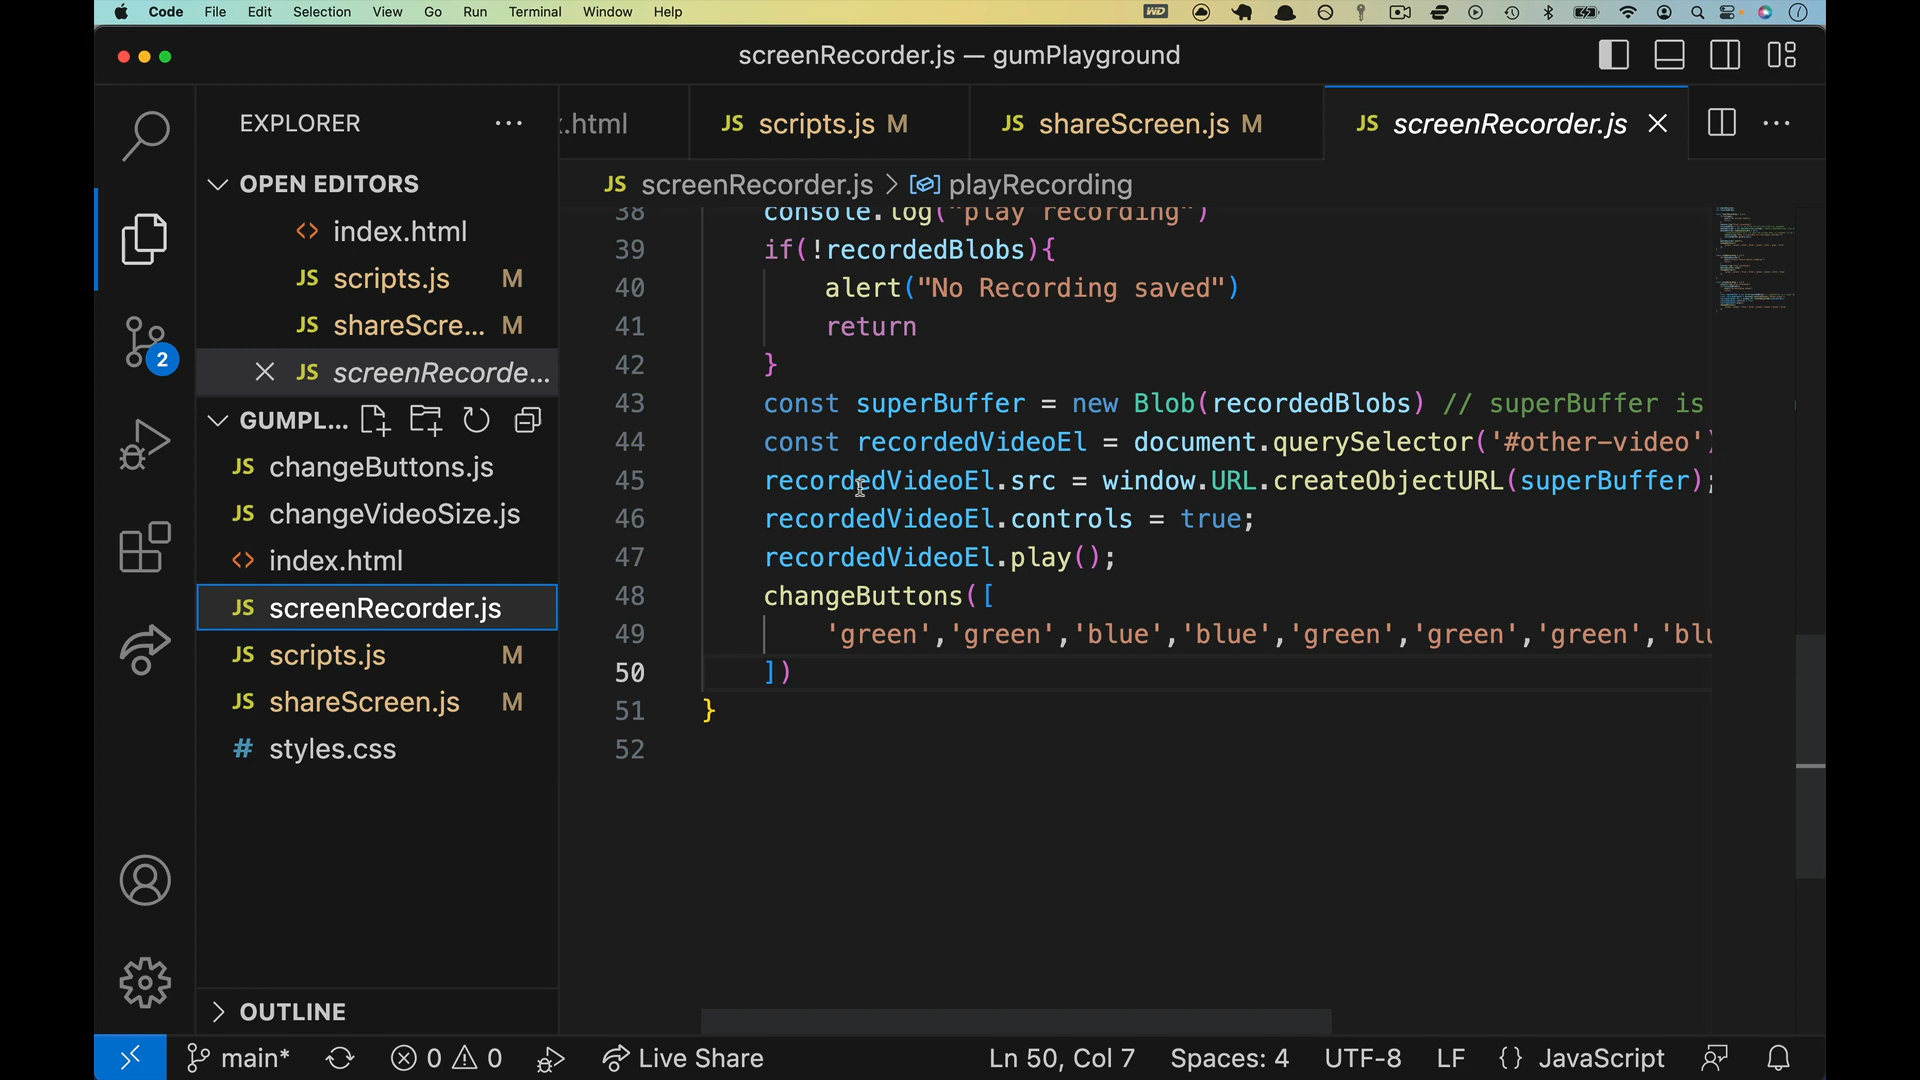 Code File Edit Selection View Go Run Terminal Window Help
WD
screenRecorder.js — gumPlayground
EXPLORER
.html
JS scripts.js M
JS shareScreen.js M
JS screenRecorder.js
OPEN EDITORS
<> index.html
JS scripts.js M
JS shareScre... M
JS screenRecorde...
GUMPL...
JS changeButtons.js
JS changeVideoSize.js
<> index.html
JS screenRecorder.js
JS scripts.js M
JS shareScreen.js M
# styles.css
OUTLINE
2
JS screenRecorder.js > playRecording
38 console.log("play recording")
39 if(!recordedBlobs){
40 alert("No Recording saved")
41 return
42 }
43 const superBuffer = new Blob(recordedBlobs) // superBuffer is
44 const recordedVideoEl = document.querySelector('#other-video')
45 recordedVideoEl.src = window.URL.createObjectURL(superBuffer);
46 recordedVideoEl.controls = true;
47 recordedVideoEl.play();
48 changeButtons([
49 'green','green','blue','blue','green','green','green','blu
50 ])
51 }
52
main* 0 0 Live Share Ln 50, Col 7 Spaces: 4 UTF-8 LF {} JavaScript